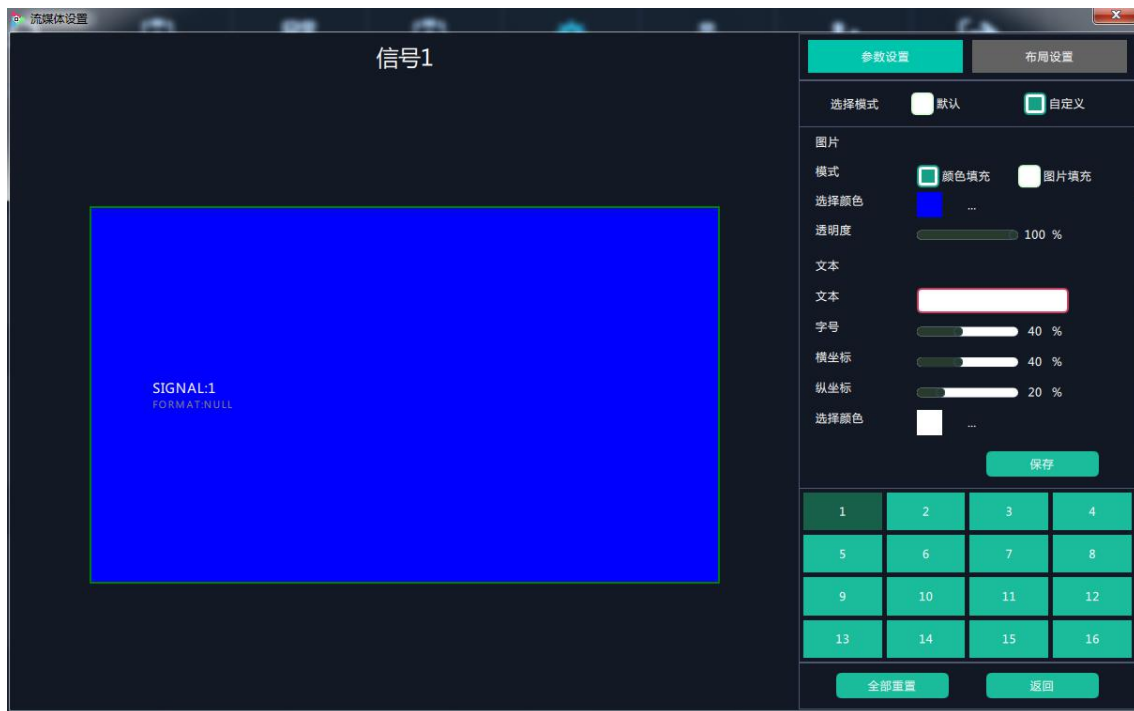 流媒体设置
x
信号1
SIGNAL:1
FORMAT:NULL
参数设置 布局设置
选择模式 默认 自定义
图片
模式 颜色填充 图片填充
选择颜色 ...
透明度 100 %
文本
文本
字号 40 %
横坐标 40 %
纵坐标 20 %
选择颜色 ...
保存
1 2 3 4
5 6 7 8
9 10 11 12
13 14 15 16
全部重置 返回